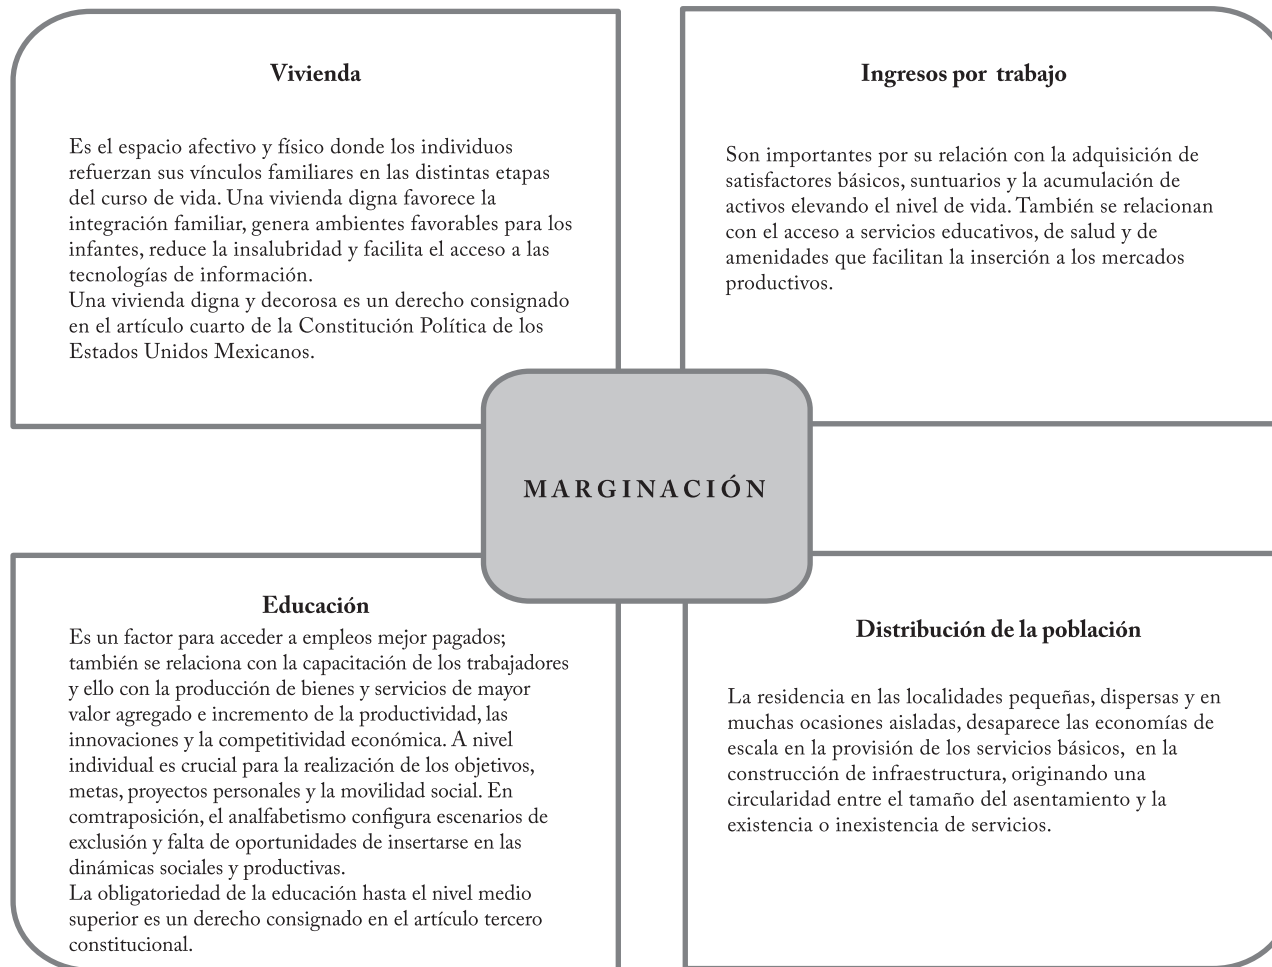 Vivienda
Es el espacio afectivo y físico donde los individuos
refuerzan sus vínculos familiares en las distintas etapas
del curso de vida. Una vivienda digna favorece la
integración familiar, genera ambientes favorables para los
infantes, reduce la insalubridad y facilita el acceso a las
tecnologías de información.
Una vivienda digna y decorosa es un derecho consignado
en el artículo cuarto de la Constitución Política de los
Estados Unidos Mexicanos.
Ingresos por trabajo
Son importantes por su relación con la adquisición de
satisfactores básicos, suntuarios y la acumulación de
activos elevando el nivel de vida. También se relacionan
con el acceso a servicios educativos, de salud y de
amenidades que facilitan la inserción a los mercados
productivos.
MARGINACIÓN
Educación
Es un factor para acceder a empleos mejor pagados;
también se relaciona con la capacitación de los trabajadores
y ello con la producción de bienes y servicios de mayor
valor agregado e incremento de la productividad, las
innovaciones y la competitividad económica. A nivel
individual es crucial para la realización de los objetivos,
metas, proyectos personales y la movilidad social. En
comtraposición, el analfabetismo configura escenarios de
exclusión y falta de oportunidades de insertarse en las
dinámicas sociales y productivas.
La obligatoriedad de la educación hasta el nivel medio
superior es un derecho consignado en el artículo tercero
constitucional.
Distribución de la población
La residencia en las localidades pequeñas, dispersas y en
muchas ocasiones aisladas, desaparece las economías de
escala en la provisión de los servicios básicos, en la
construcción de infraestructura, originando una
circularidad entre el tamaño del asentamiento y la
existencia o inexistencia de servicios.